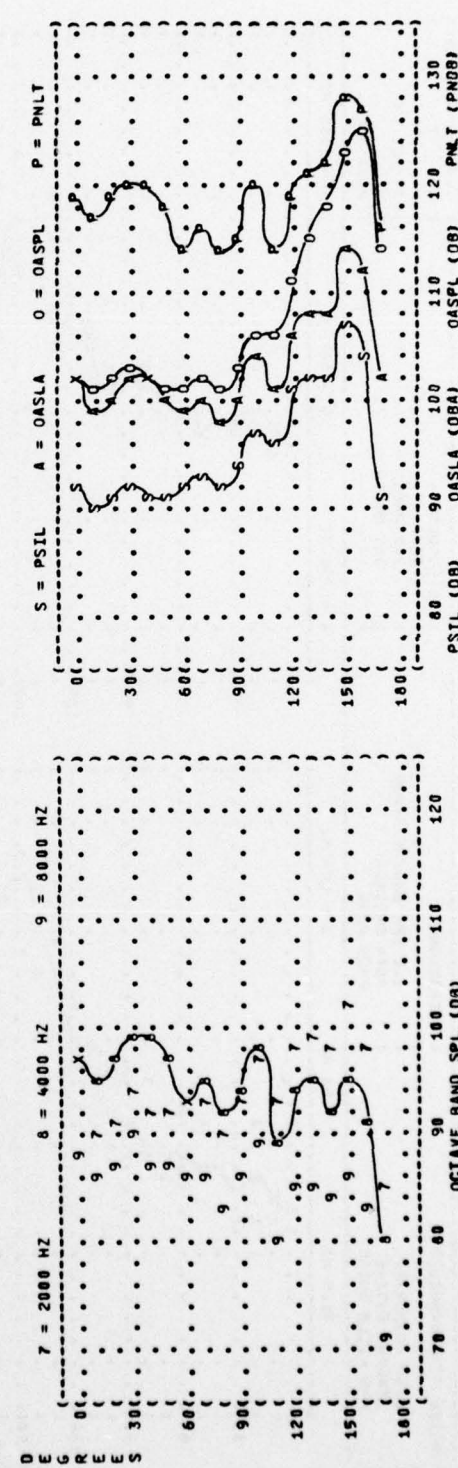 7 = 2000 HZ 8 = 4000 HZ 9 = 8000 HZ
DEGREES
0
30
60
90
120
150
180
70 80 90 100 110 120
OCTAVE BAND SPL (DB)
S = PSIL A = OASLA O = OASPL P = PNLT
0
30
60
90
120
150
180
80 90 100 110 120 130
PSIL (DB) OASLA (DBA) OASPL (DB) PNLT (PNDB)